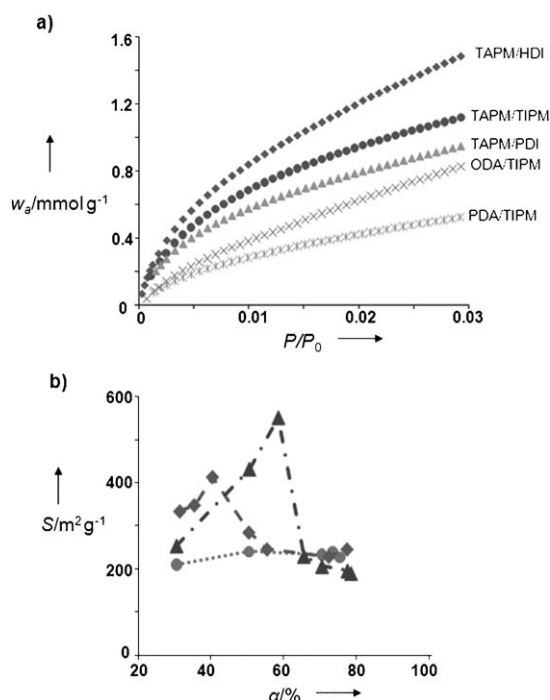 a)
1.6
1.2
0.8
0.4
0
wₐ/mmol g⁻¹
TAPM/HDI
TAPM/TIPM
TAPM/PDI
ODA/TIPM
PDA/TIPM
0 0.01 0.02 0.03
P/P₀
b)
600
400
200
0
S/m² g⁻¹
20 40 60 80 100
α/%